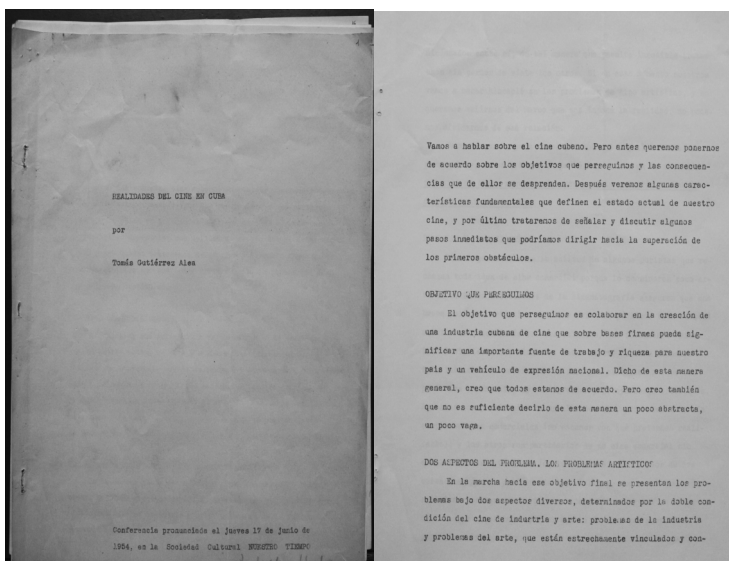 REALIDADES DEL CINE EN CUBA
por
Tomás Gutiérrez Alea
Conferencia pronunciada el jueves 17 de junio de
1954, en la Sociedad Cultural NUESTRO TIEMPO
Vamos a hablar sobre el cine cubano. Pero antes queremos ponernos
de acuerdo sobre los objetivos que perseguimos y las consecuen-
cias que de ellos se desprenden. Después veremos algunas carac-
terísticas fundamentales que definen el estado actual de nuestro
cine, y por último trataremos de señalar y discutir algunos
pasos inmediatos que podríamos dirigir hacia la superación de
los primeros obstáculos.
OBJETIVO QUE PERSEGUIMOS
El objetivo que perseguimos es colaborar en la creación de
una industria cubana de cine que sobre bases firmes pueda sig-
nificar una importante fuente de trabajo y riqueza para nuestro
país y un vehículo de expresión nacional. Dicho de esta manera
general, creo que todos estamos de acuerdo. Pero creo también
que no es suficiente decirlo de esta manera un poco abstracta,
un poco vaga.
DOS ASPECTOS DEL PROBLEMA. LOS PROBLEMAS ARTISTICOS
En la marcha hacia ese objetivo final se presentan los pro-
blemas bajo dos aspectos diversos, determinados por la doble con-
dición del cine de industria y arte: problemas de la industria
y problemas del arte, que están estrechamente vinculados y con-